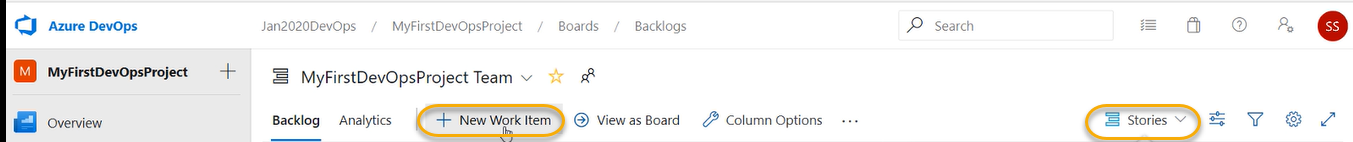 Azure DevOps Jan2020DevOps / MyFirstDevOpsProject / Boards / Backlogs Search SS
M MyFirstDevOpsProject + MyFirstDevOpsProject Team
Overview Backlog Analytics + New Work Item View as Board Column Options ... Stories